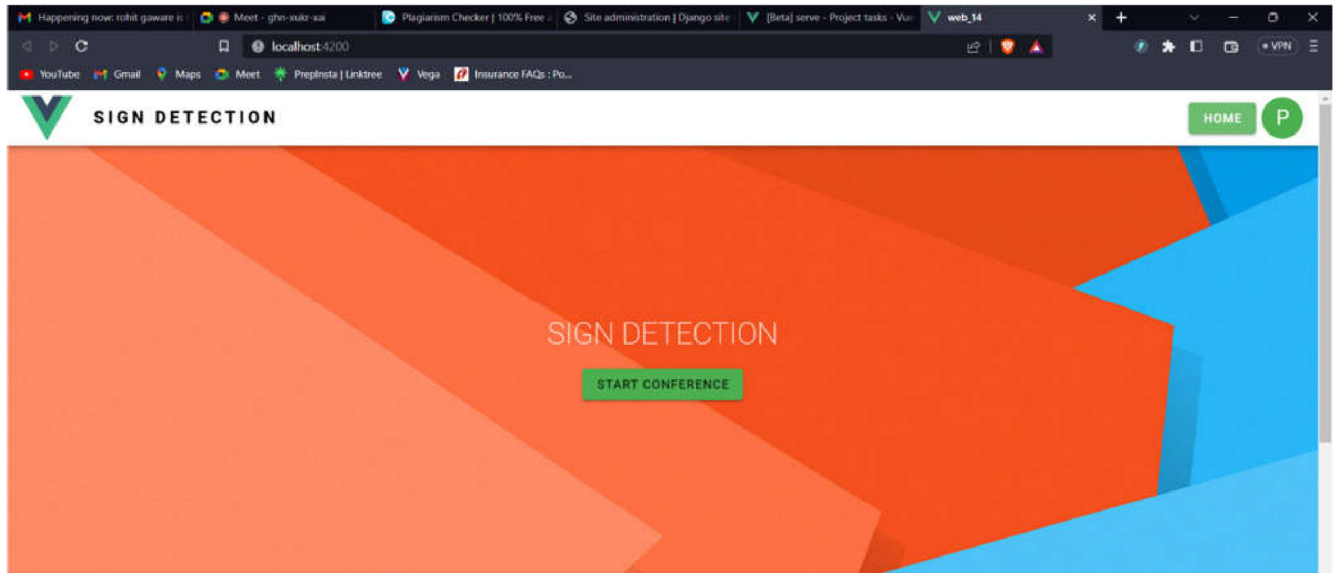 Happening now: rohit gaware is Meet - ghn-xukr-xai Plagiarism Checker | 100% Free Site administration | Django site [Beta] serve - Project tasks - Vue web_14
localhost:4200 VPN
YouTube Gmail Maps Meet PrepInsta | Linktree Vega Insurance FAQs : Po...
SIGN DETECTION HOME P
SIGN DETECTION
START CONFERENCE